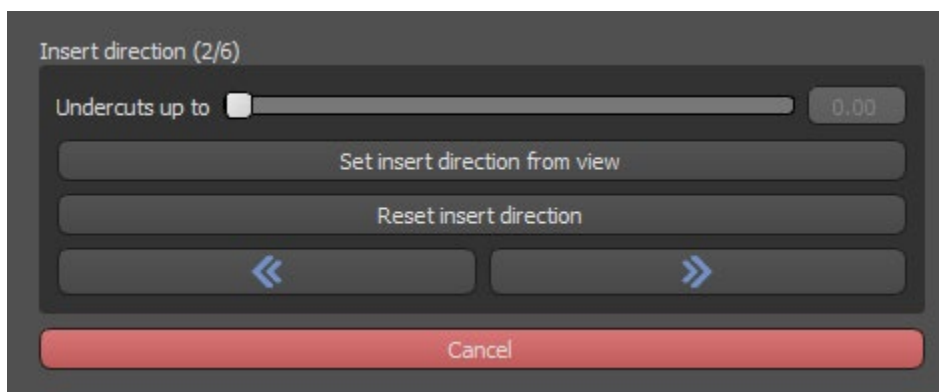 Insert direction (2/6)
Undercuts up to 0.00
Set insert direction from view
Reset insert direction
Cancel